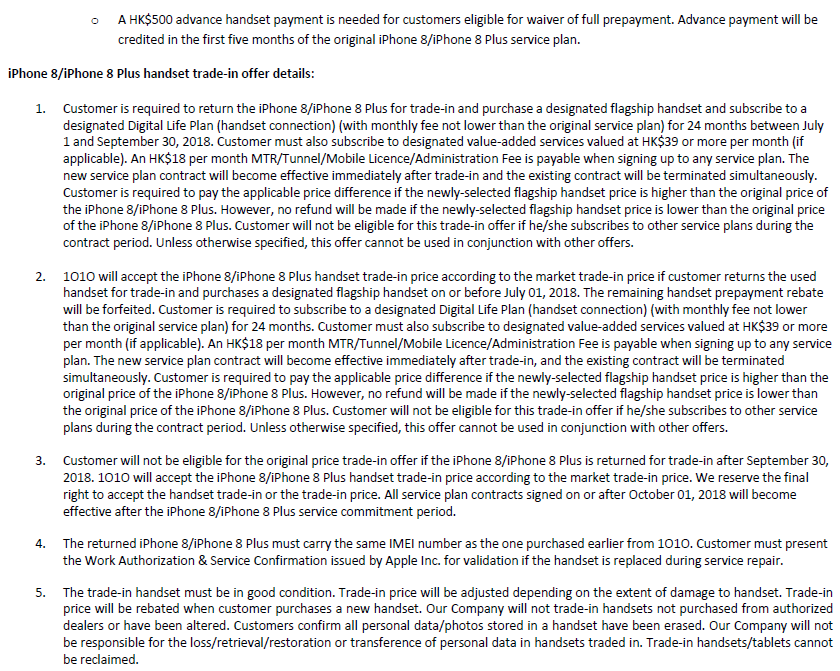 o A HK$500 advance handset payment is needed for customers eligible for waiver of full prepayment. Advance payment will be
credited in the first five months of the original iPhone 8/iPhone 8 Plus service plan.
iPhone 8/iPhone 8 Plus handset trade-in offer details:
1. Customer is required to return the iPhone 8/iPhone 8 Plus for trade-in and purchase a designated flagship handset and subscribe to a
designated Digital Life Plan (handset connection) (with monthly fee not lower than the original service plan) for 24 months between July
1 and September 30, 2018. Customer must also subscribe to designated value-added services valued at HK$39 or more per month (if
applicable). An HK$18 per month MTR/Tunnel/Mobile Licence/Administration Fee is payable when signing up to any service plan. The
new service plan contract will become effective immediately after trade-in and the existing contract will be terminated simultaneously.
Customer is required to pay the applicable price difference if the newly-selected flagship handset price is higher than the original price of
the iPhone 8/iPhone 8 Plus. However, no refund will be made if the newly-selected flagship handset price is lower than the original price
of the iPhone 8/iPhone 8 Plus. Customer will not be eligible for this trade-in offer if he/she subscribes to other service plans during the
contract period. Unless otherwise specified, this offer cannot be used in conjunction with other offers.
2. 1O1O will accept the iPhone 8/iPhone 8 Plus handset trade-in price according to the market trade-in price if customer returns the used
handset for trade-in and purchases a designated flagship handset on or before July 01, 2018. The remaining handset prepayment rebate
will be forfeited. Customer is required to subscribe to a designated Digital Life Plan (handset connection) (with monthly fee not lower
than the original service plan) for 24 months. Customer must also subscribe to designated value-added services valued at HK$39 or more
per month (if applicable). An HK$18 per month MTR/Tunnel/Mobile Licence/Administration Fee is payable when signing up to any service
plan. The new service plan contract will become effective immediately after trade-in, and the existing contract will be terminated
simultaneously. Customer is required to pay the applicable price difference if the newly-selected flagship handset price is higher than the
original price of the iPhone 8/iPhone 8 Plus. However, no refund will be made if the newly-selected flagship handset price is lower than
the original price of the iPhone 8/iPhone 8 Plus. Customer will not be eligible for this trade-in offer if he/she subscribes to other service
plans during the contract period. Unless otherwise specified, this offer cannot be used in conjunction with other offers.
3. Customer will not be eligible for the original price trade-in offer if the iPhone 8/iPhone 8 Plus is returned for trade-in after September 30,
2018. 1O1O will accept the iPhone 8/iPhone 8 Plus handset trade-in price according to the market trade-in price. We reserve the final
right to accept the handset trade-in or the trade-in price. All service plan contracts signed on or after October 01, 2018 will become
effective after the iPhone 8/iPhone 8 Plus service commitment period.
4. The returned iPhone 8/iPhone 8 Plus must carry the same IMEI number as the one purchased earlier from 1O1O. Customer must present
the Work Authorization & Service Confirmation issued by Apple Inc. for validation if the handset is replaced during service repair.
5. The trade-in handset must be in good condition. Trade-in price will be adjusted depending on the extent of damage to handset. Trade-in
price will be rebated when customer purchases a new handset. Our Company will not trade-in handsets not purchased from authorized
dealers or have been altered. Customers confirm all personal data/photos stored in a handset have been erased. Our Company will not
be responsible for the loss/retrieval/restoration or transference of personal data in handsets traded in. Trade-in handsets/tablets cannot
be reclaimed.